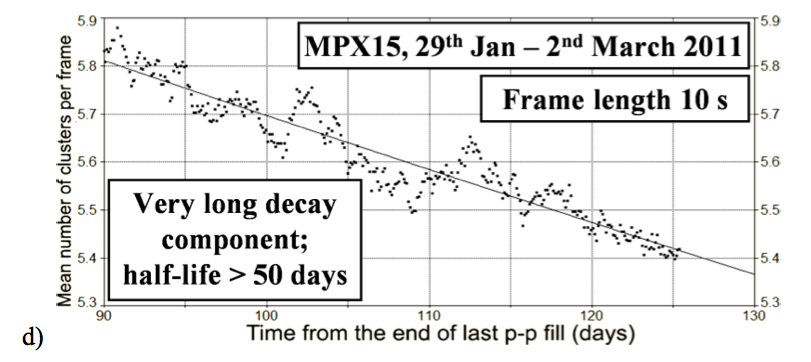 MPX15, 29th Jan – 2nd March 2011
Frame length 10 s
Very long decay
component;
half-life > 50 days
Mean number of clusters per frame
5.9
5.8
5.7
5.6
5.5
5.4
5.3
5.9
5.8
5.7
5.6
5.5
5.4
5.3
90
100
110
120
130
Time from the end of last p-p fill (days)
d)